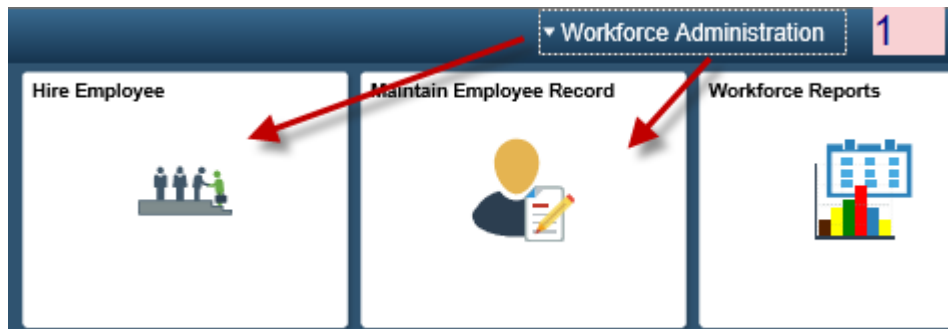 ▾ Workforce Administration 1
Hire Employee Maintain Employee Record Workforce Reports